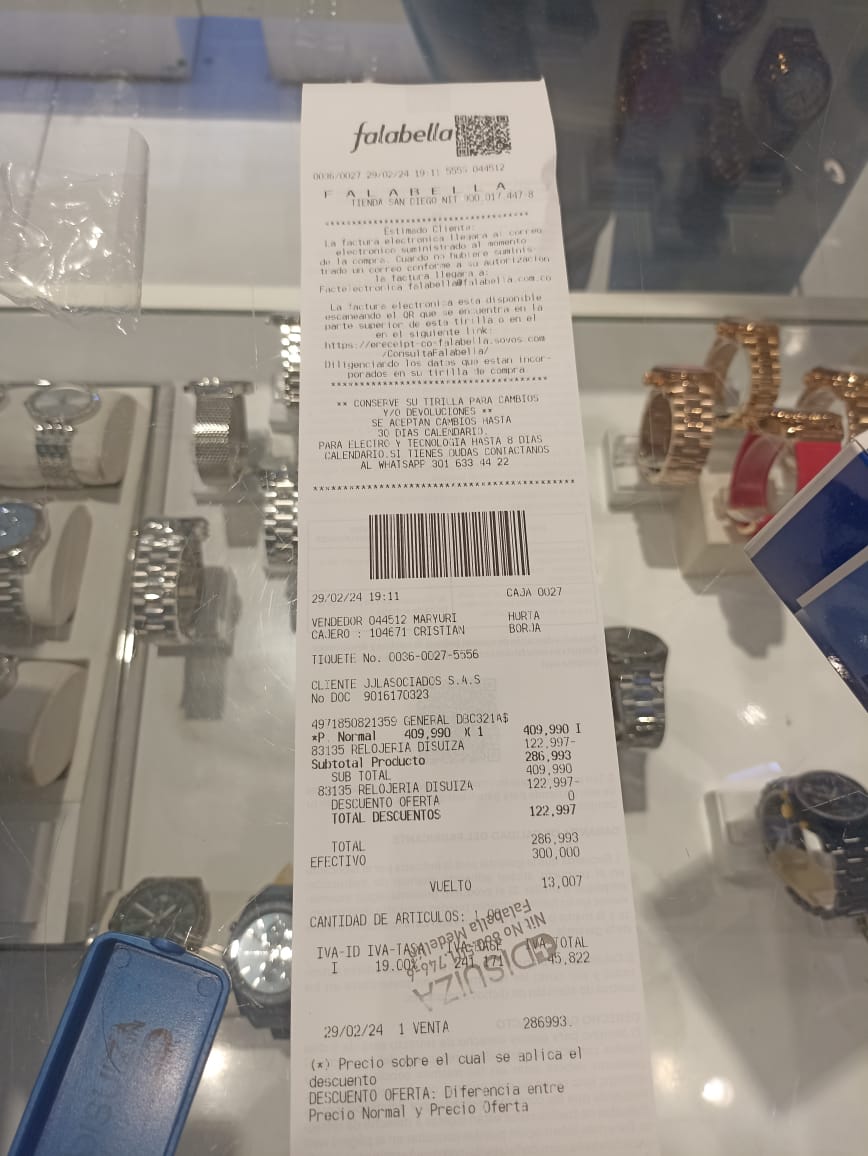 falabella
0036/0027 29/02/24 19:11 5555 044512
F A L A B E L L A
TIENDA SAN DIEGO NIT 900.017 447-8
Estimado Cliente:
La factura electronica llegara al correo
electronico suministrado al momento
de la compra. Cuando no hubiere suminis-
trado un correo conforme a su autorizacion
la factura llegara a:
Facte ectronica falabella@falabella.com.co
La factura electronica esta disponible
escaneando el QR que se encuentra en la
parte superior de esta tirilla o en el
en el siguiente link:
https://ereceipt-co-falabella.sovos.com
/ConsultaFalabella/
Diligenciando los datos que estan incor-
porados en su tirilla de compra
** CONSERVE SU TIRILLA PARA CAMBIOS
Y/O DEVOLUCIONES **
SE ACEPTAN CAMBIOS HASTA
30 DIAS CALENDARIO.
PARA ELECTRO Y TECNOLOGIA HASTA 8 DIAS
CALENDARIO.SI TIENES DUDAS CONTACTANOS
AL WHATSAPP 301 633 44 22
29/02/24 19:11 CAJA 0027
VENDEDOR 044512 MARYURI HURTA
CAJERO : 104671 CRISTIAN BORJA
TIQUETE No. 0036-0027-5556
CLIENTE JJLASOCIADOS S.A.S
No DOC 9016170323
4971850821359 GENERAL DBC321A$
*P. Normal 409,990 X 1 409,990 I
83135 RELOJERIA DISUIZA 122,997-
Subtotal Producto 286,993
SUB TOTAL 409,990
83135 RELOJERIA DISUIZA 122,997-
DESCUENTO OFERTA 0
TOTAL DESCUENTOS 122,997
TOTAL 286,993
EFECTIVO 300,000
VUELTO 13,007
CANTIDAD DE ARTICULOS:
IVA-ID IVA-TASA IVA-BASE IVA-TOTAL
I 19.00% 241,171 45,822
DISUIZA
Nit No
Falabella Medellin
29/02/24 1 VENTA 286993.
(*) Precio sobre el cual se aplica el
descuento
DESCUENTO OFERTA: Diferencia entre
Precio Normal y Precio Oferta